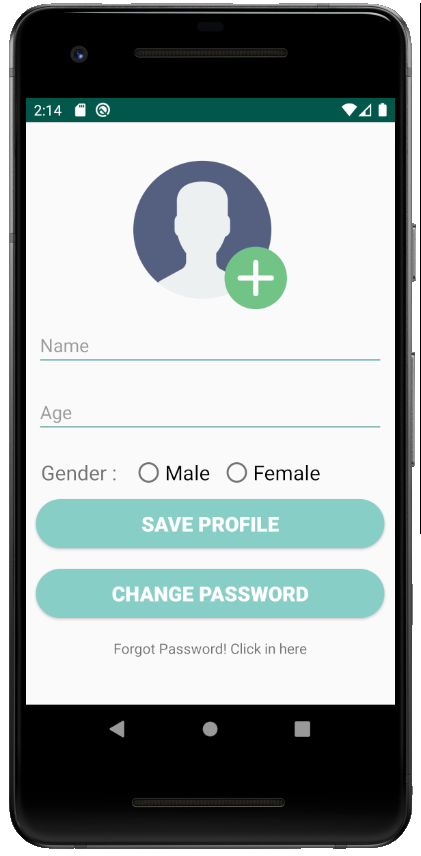 2:14
Name
Age
Gender : Male Female
SAVE PROFILE
CHANGE PASSWORD
Forgot Password! Click in here